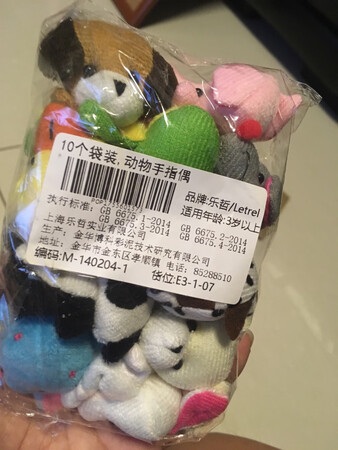 10个袋装,动物手指偶
品牌:乐哲/Letrel
适用年龄:3岁以上
执行标准: GB 6675.1-2014 GB 6675.2-2014
GB 6675.3-2014 GB 6675.4-2014
上海乐哲实业有限公司
生产: 金华博科彩泥技术研究有限公司
地址: 金华市金东区孝顺镇 电话: 85288510
编码:M-140204-1 货位:E3-1-07